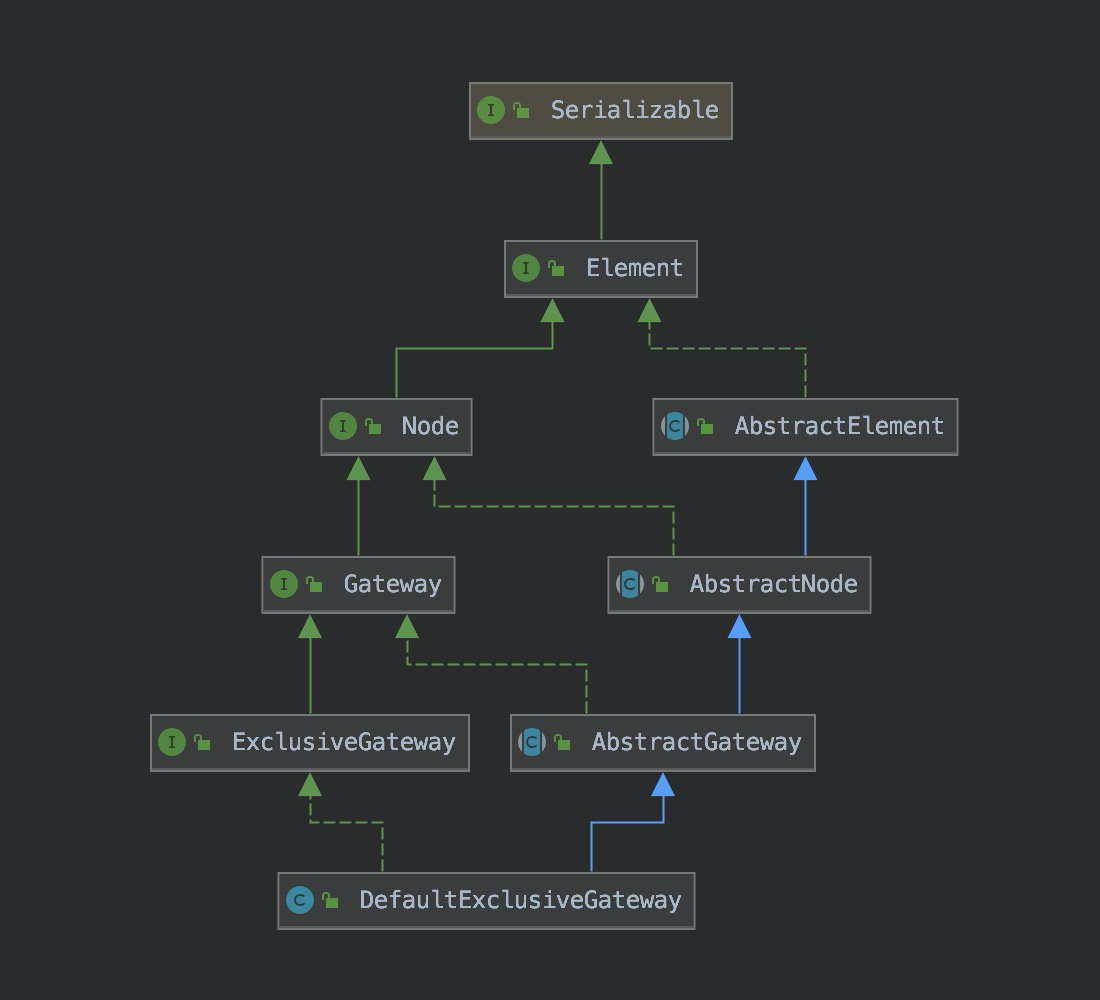 I Serializable
I Element
I Node
C AbstractElement
I Gateway
C AbstractNode
I ExclusiveGateway
C AbstractGateway
C DefaultExclusiveGateway